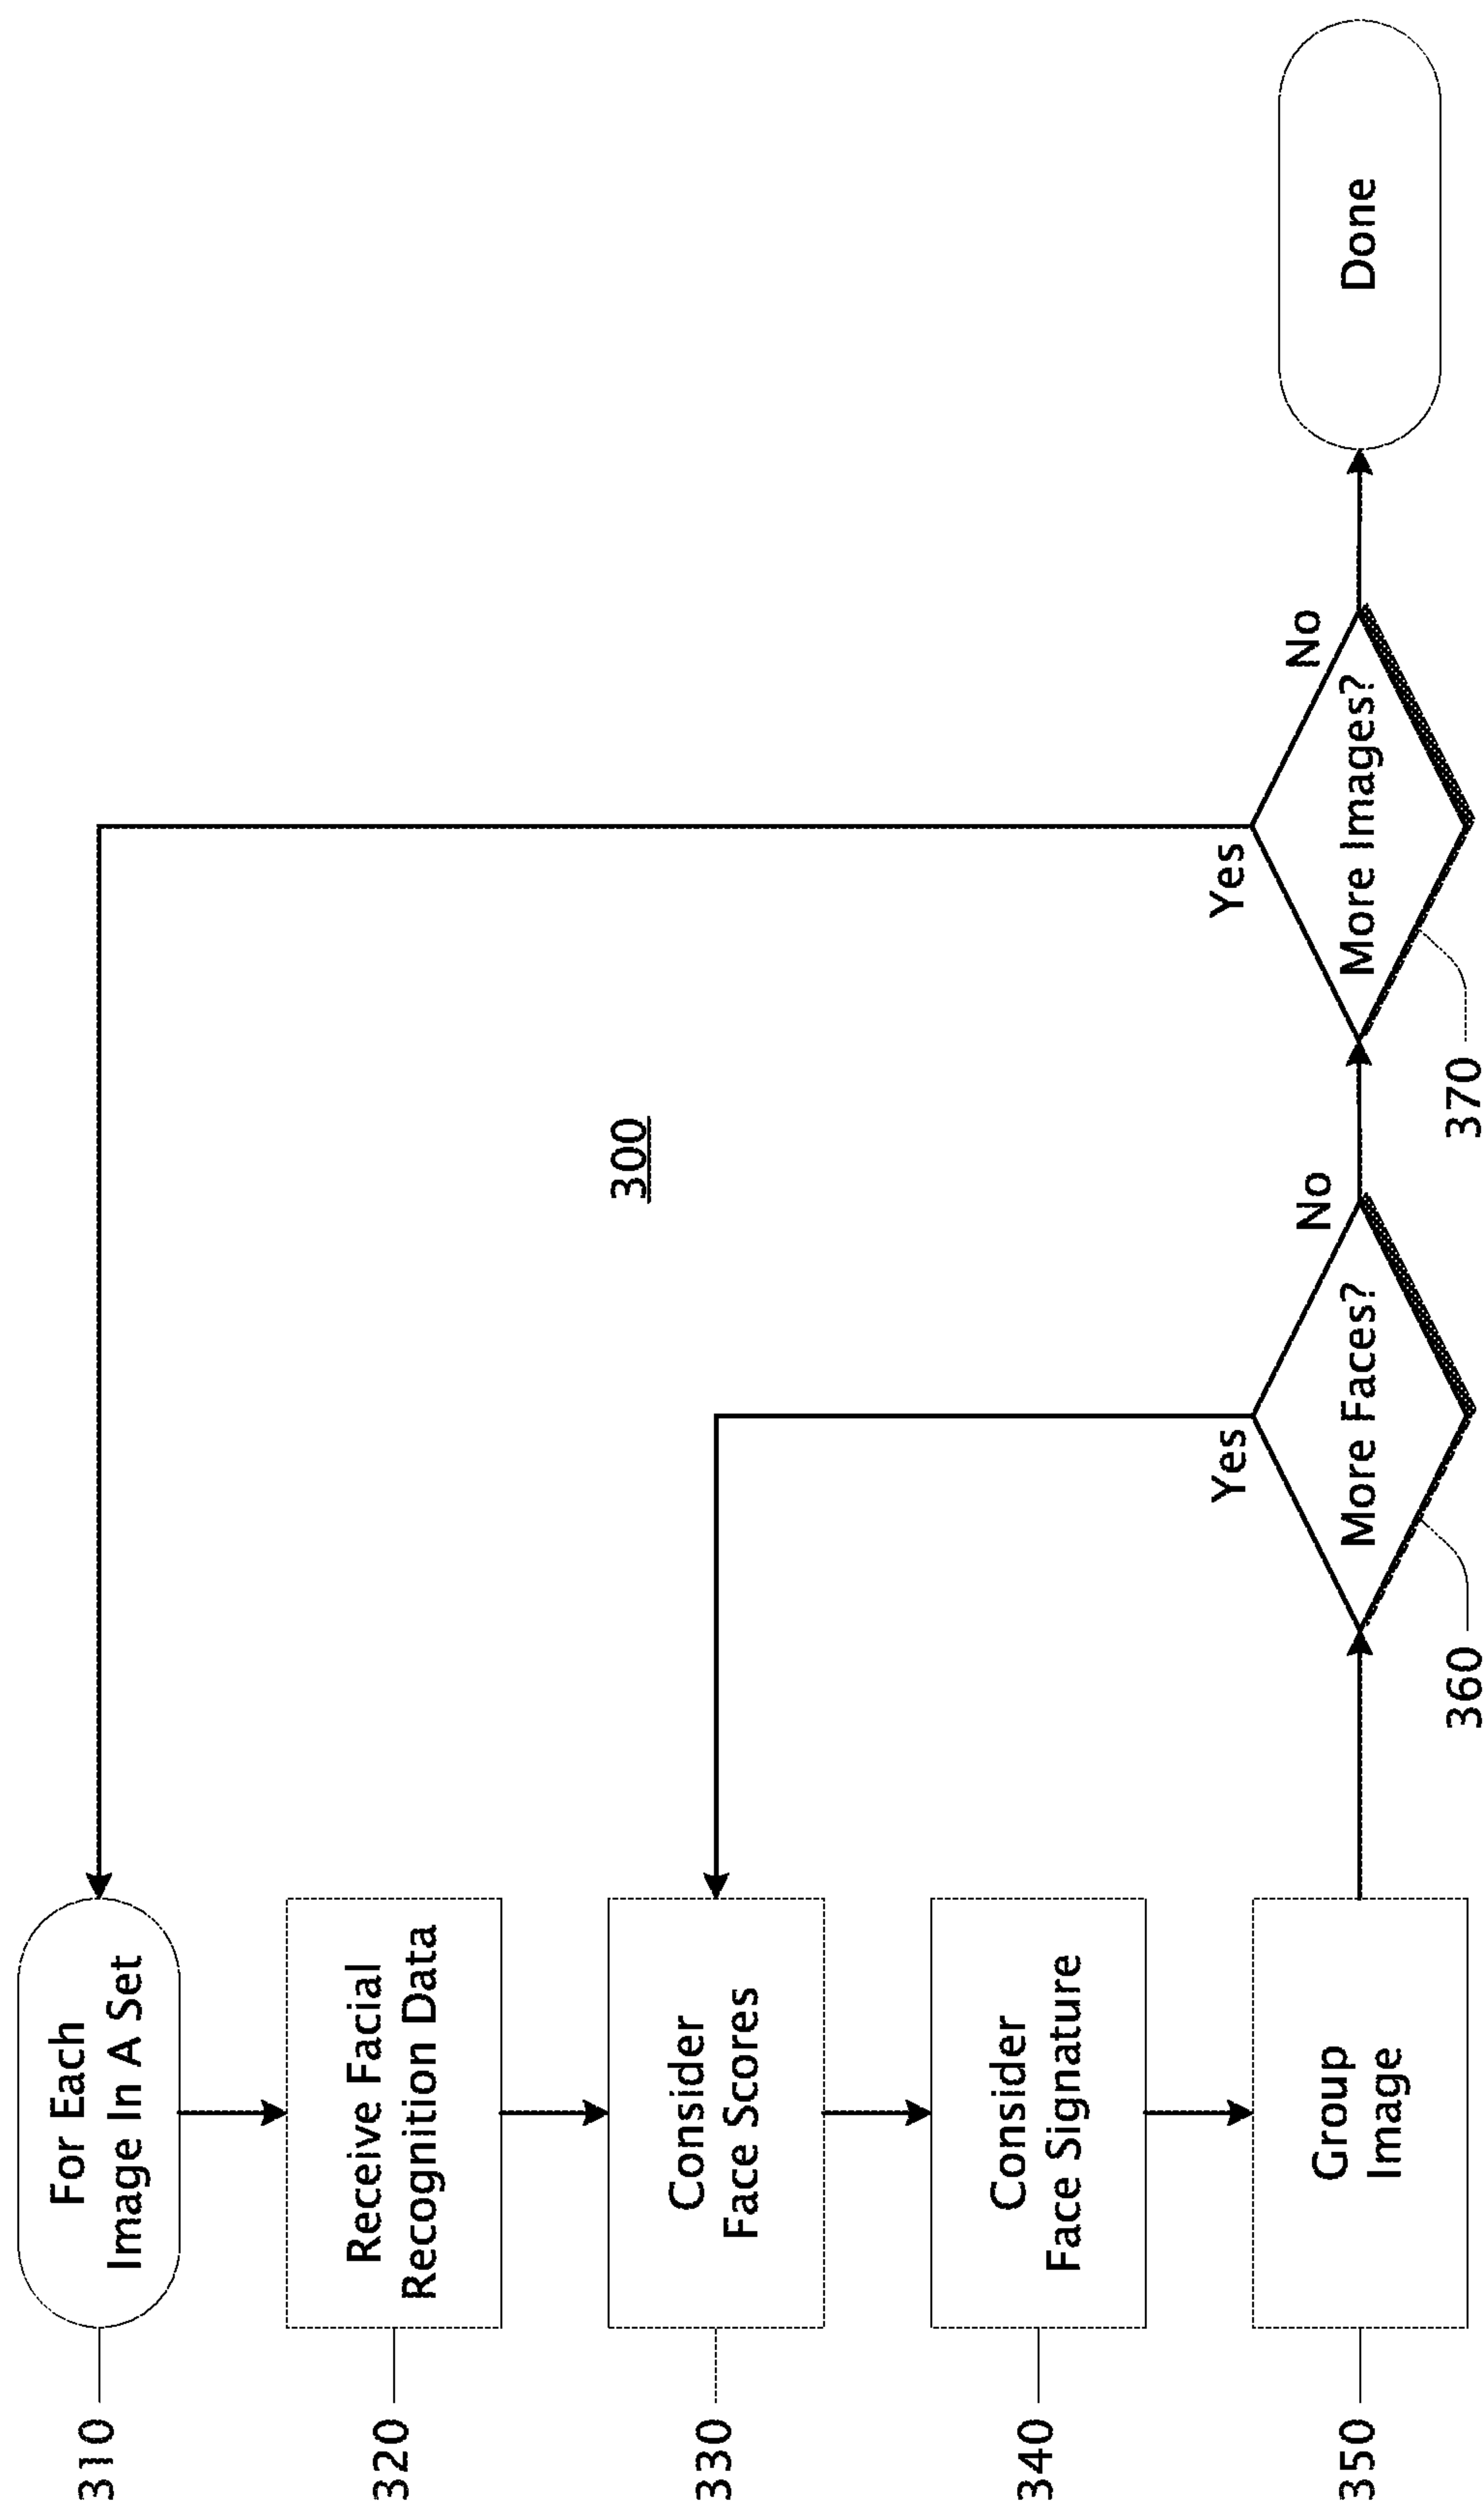 310
For Each
Image In A Set
320
Receive Facial
Recognition Data
330
Consider
Face Scores
340
Consider
Face Signature
350
Group
Image
300
Yes
More Faces?
No
360
Yes
More Images?
No
370
Done